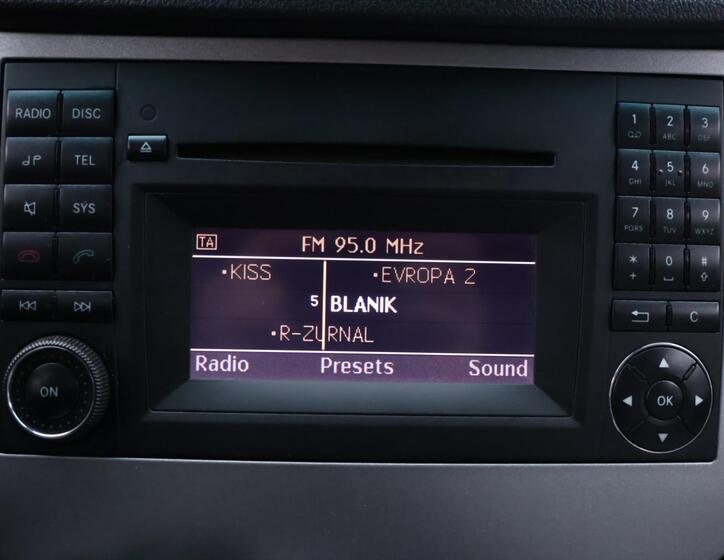 RADIO DISC
TEL
SYS
ON
TA FM 95.0 MHz
•KISS •EVROPA 2
5 BLANIK
•R-ZURNAL
Radio Presets Sound
1 2 ABC 3 DEF
4 GHI 5 JKL 6 MNO
7 PQRS 8 TUV 9 WXYZ
* + 0 #
C
OK